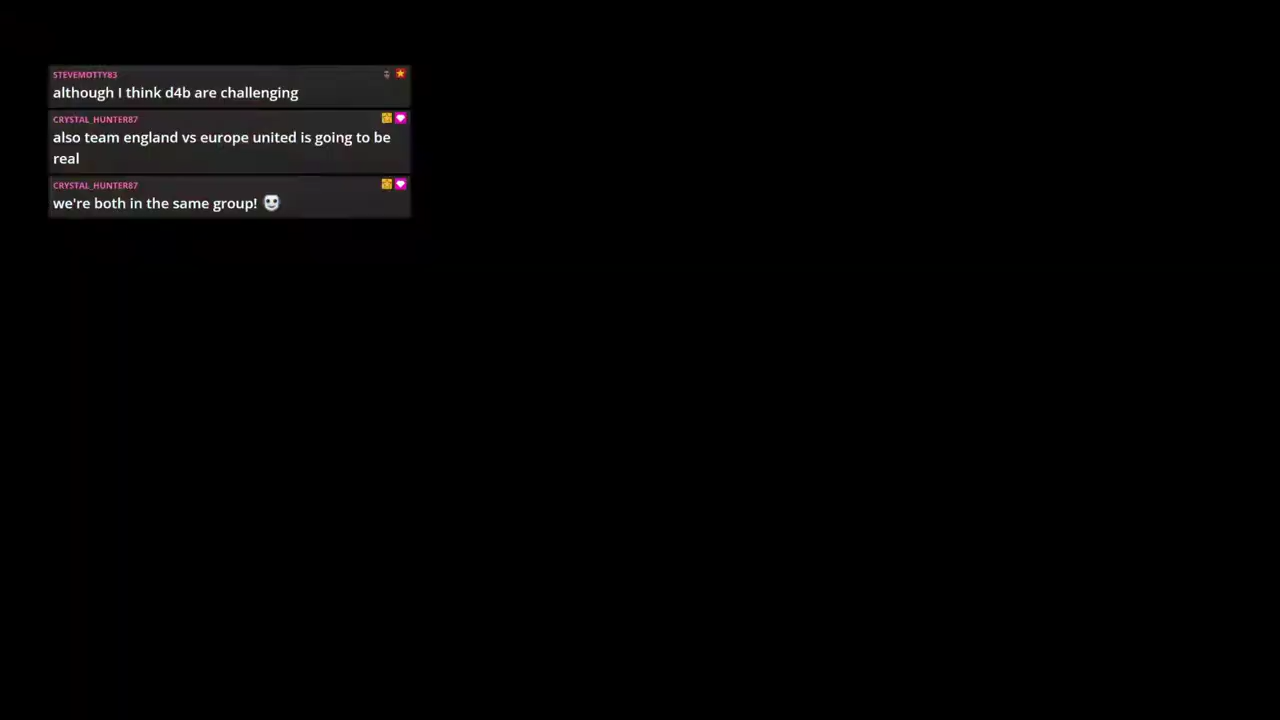 STEVEMOTTY83
although I think d4b are challenging
CRYSTAL_HUNTER87
also team england vs europe united is going to be
real
CRYSTAL_HUNTER87
we're both in the same group!